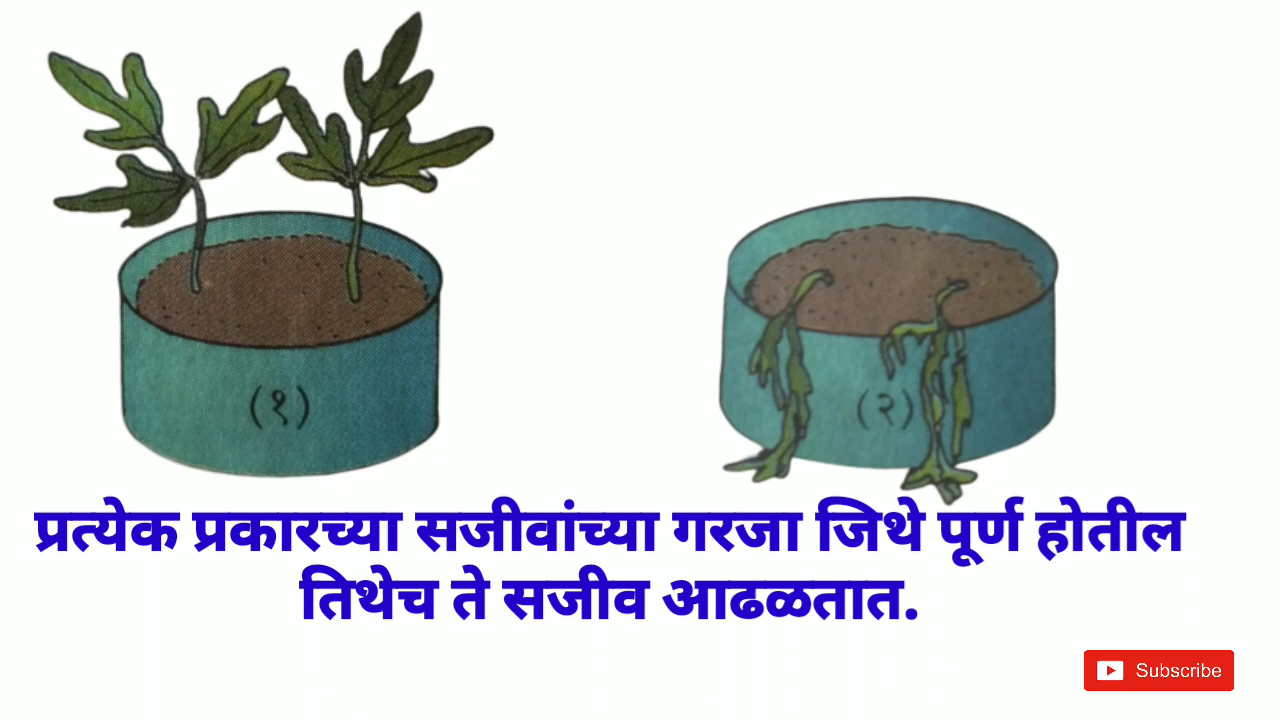 (१)
(२)
प्रत्येक प्रकारच्या सजीवांच्या गरजा जिथे पूर्ण होतील
तिथेच ते सजीव आढळतात.
Subscribe